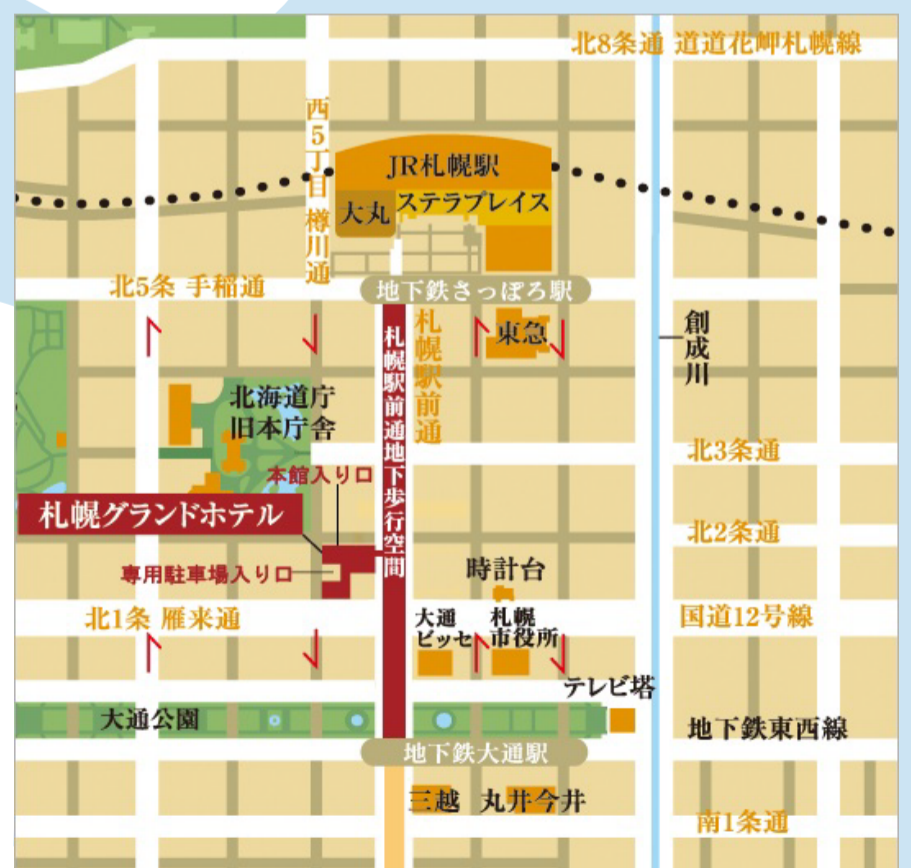 北8条通 道道花岬札幌線
西5丁目 樽川通
JR札幌駅
大丸
ステラプレイス
北5条 手稲通
地下鉄さっぽろ駅
札幌駅前通地下歩行空間
札幌駅前通
東急
創成川
北海道庁
旧本庁舎
北3条通
本館入り口
札幌グランドホテル
北2条通
専用駐車場入り口
時計台
北1条 雁来通
大通
ビッセ
札幌
市役所
国道12号線
テレビ塔
大通公園
地下鉄東西線
地下鉄大通駅
三越
丸井今井
南1条通